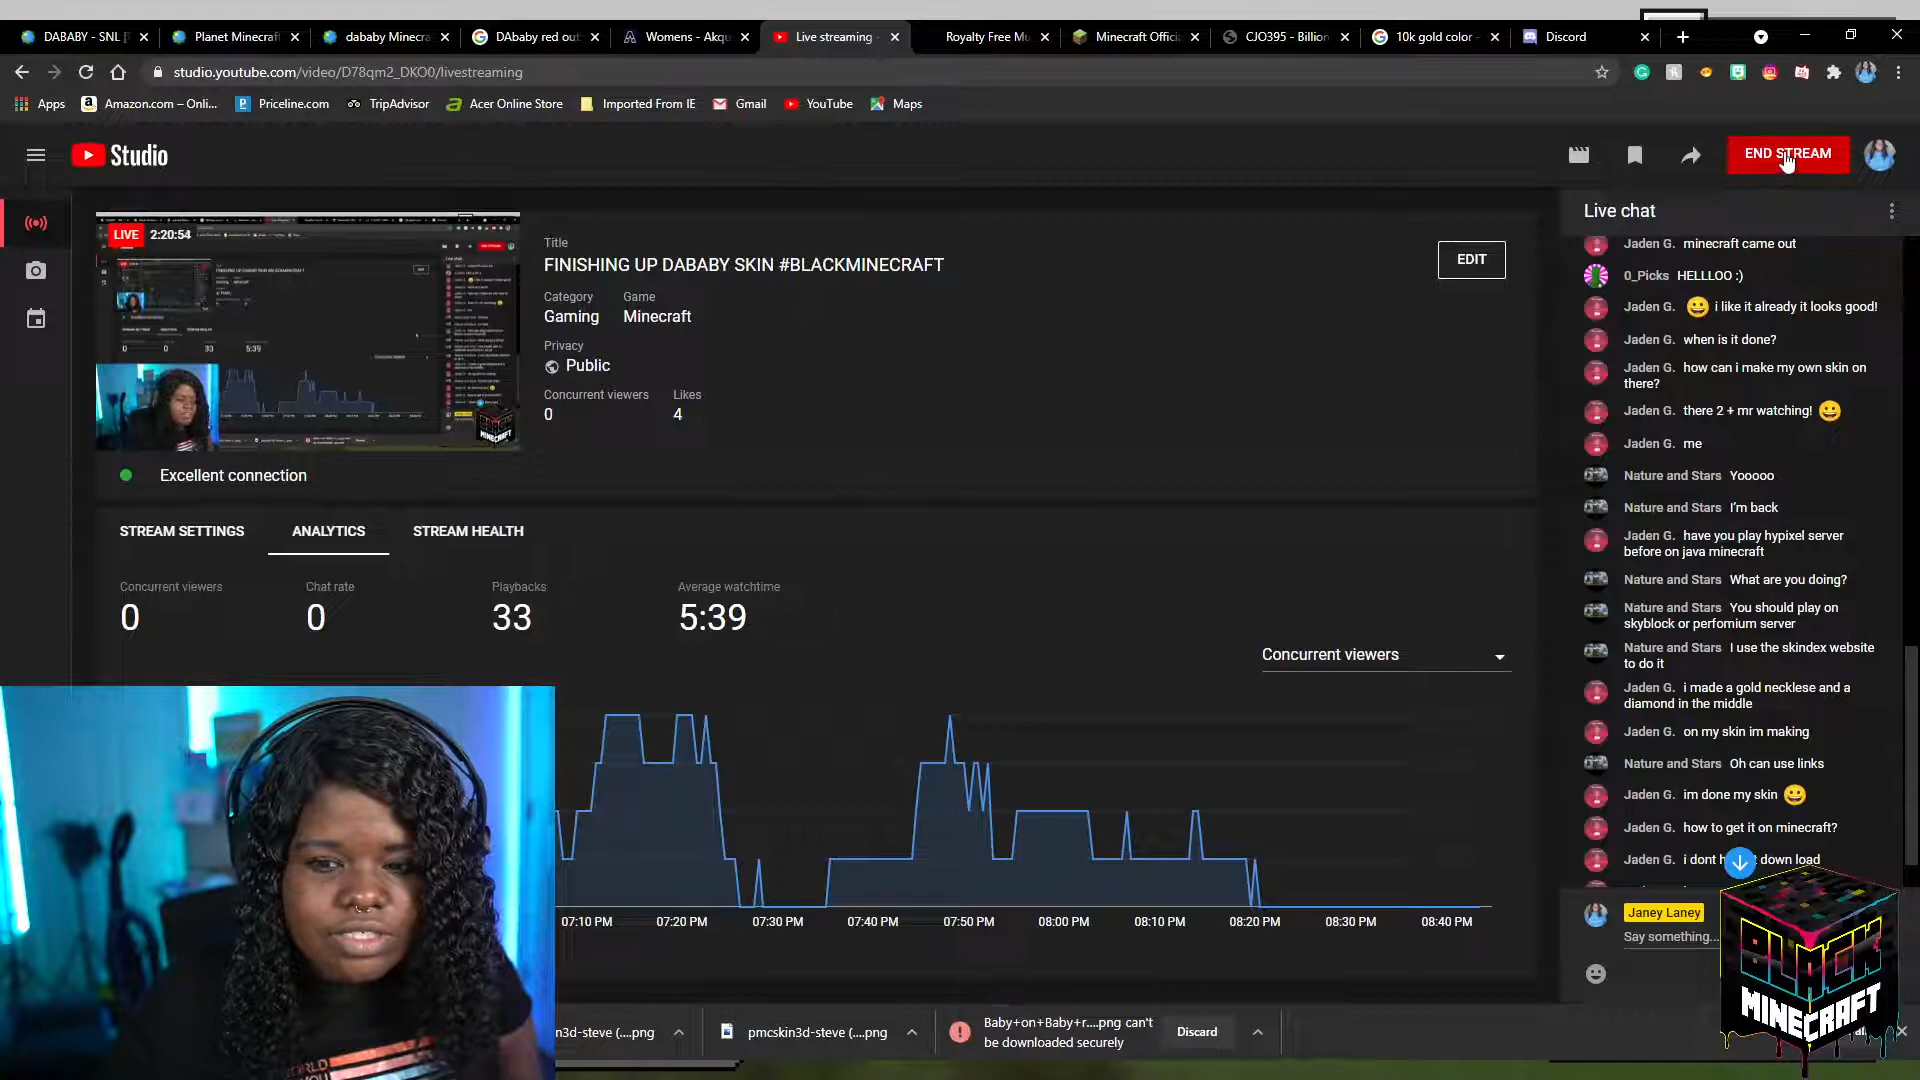 DABABY - SNL [
Planet Minecraf
dababy Minecra
DAbaby red ou
Womens - Akqu
Live streaming -
Royalty Free Mu
Minecraft Offici
CJO395 - Billion
10k gold color -
Discord
studio.youtube.com/video/D78qm2_DKO0/livestreaming
Apps
Amazon.com – Onli...
Priceline.com
TripAdvisor
Acer Online Store
Imported From IE
Gmail
YouTube
Maps
Studio
END STREAM
LIVE 2:20:54
Title
FINISHING UP DABABY SKIN #BLACKMINECRAFT
EDIT
Category Game
Gaming Minecraft
Privacy
Public
Concurrent viewers Likes
0 4
Excellent connection
STREAM SETTINGS
ANALYTICS
STREAM HEALTH
Concurrent viewers Chat rate Playbacks Average watchtime
0 0 33 5:39
Concurrent viewers
07:10 PM 07:20 PM 07:30 PM 07:40 PM 07:50 PM 08:00 PM 08:10 PM 08:20 PM 08:30 PM 08:40 PM
Live chat
Jaden G. minecraft came out
0_Picks HELLLOO :)
Jaden G. 😀 i like it already it looks good!
Jaden G. when is it done?
Jaden G. how can i make my own skin on
there?
Jaden G. there 2 + mr watching! 😀
Jaden G. me
Nature and Stars Yooooo
Nature and Stars I'm back
Jaden G. have you play hypixel server
before on java minecraft
Nature and Stars What are you doing?
Nature and Stars You should play on
skyblock or perfomium server
Nature and Stars I use the skindex website
to do it
Jaden G. i made a gold necklese and a
diamond in the middle
Jaden G. on my skin im making
Nature and Stars Oh can use links
Jaden G. im done my skin 😀
Jaden G. how to get it on minecraft?
Jaden G. i dont down load
Janey Laney
Say something...
BLACK
MINECRAFT
n3d-steve (....png
pmcskin3d-steve (....png
Baby+on+Baby+r....png can't
be downloaded securely
Discard